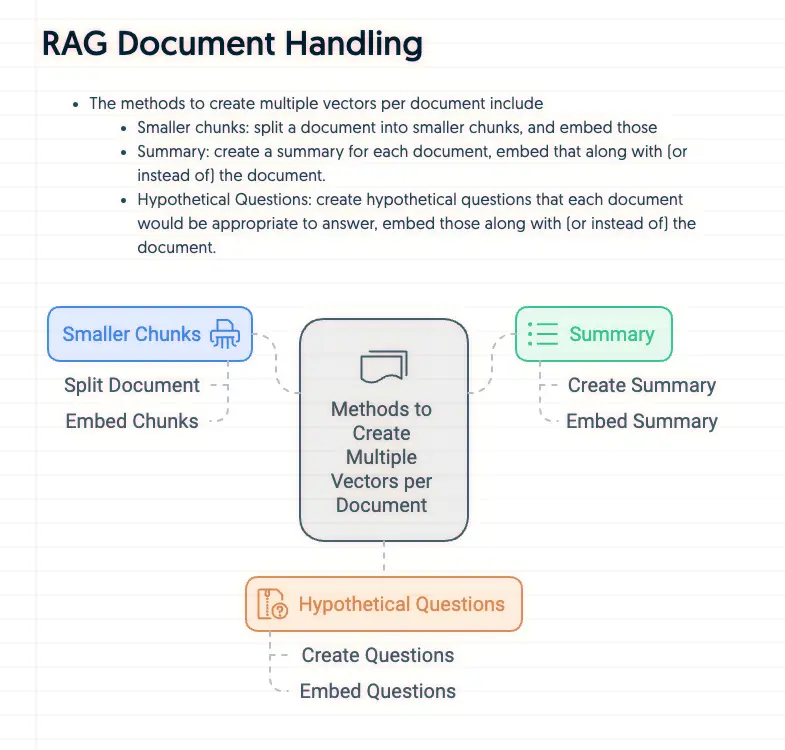 RAG Document Handling
The methods to create multiple vectors per document include
Smaller chunks: split a document into smaller chunks, and embed those
Summary: create a summary for each document, embed that along with (or
instead of) the document.
Hypothetical Questions: create hypothetical questions that each document
would be appropriate to answer, embed those along with (or instead of) the
document.
Smaller Chunks
Split Document
Embed Chunks
Methods to
Create
Multiple
Vectors per
Document
Summary
Create Summary
Embed Summary
Hypothetical Questions
Create Questions
Embed Questions